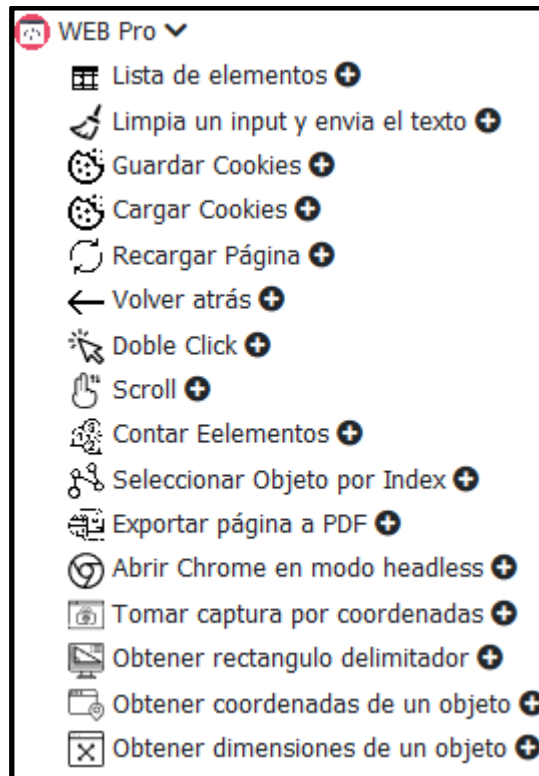 WEB Pro
Lista de elementos
Limpia un input y envia el texto
Guardar Cookies
Cargar Cookies
Recargar Página
Volver atrás
Doble Click
Scroll
Contar Eelementos
Seleccionar Objeto por Index
Exportar página a PDF
Abrir Chrome en modo headless
Tomar captura por coordenadas
Obtener rectangulo delimitador
Obtener coordenadas de un objeto
Obtener dimensiones de un objeto